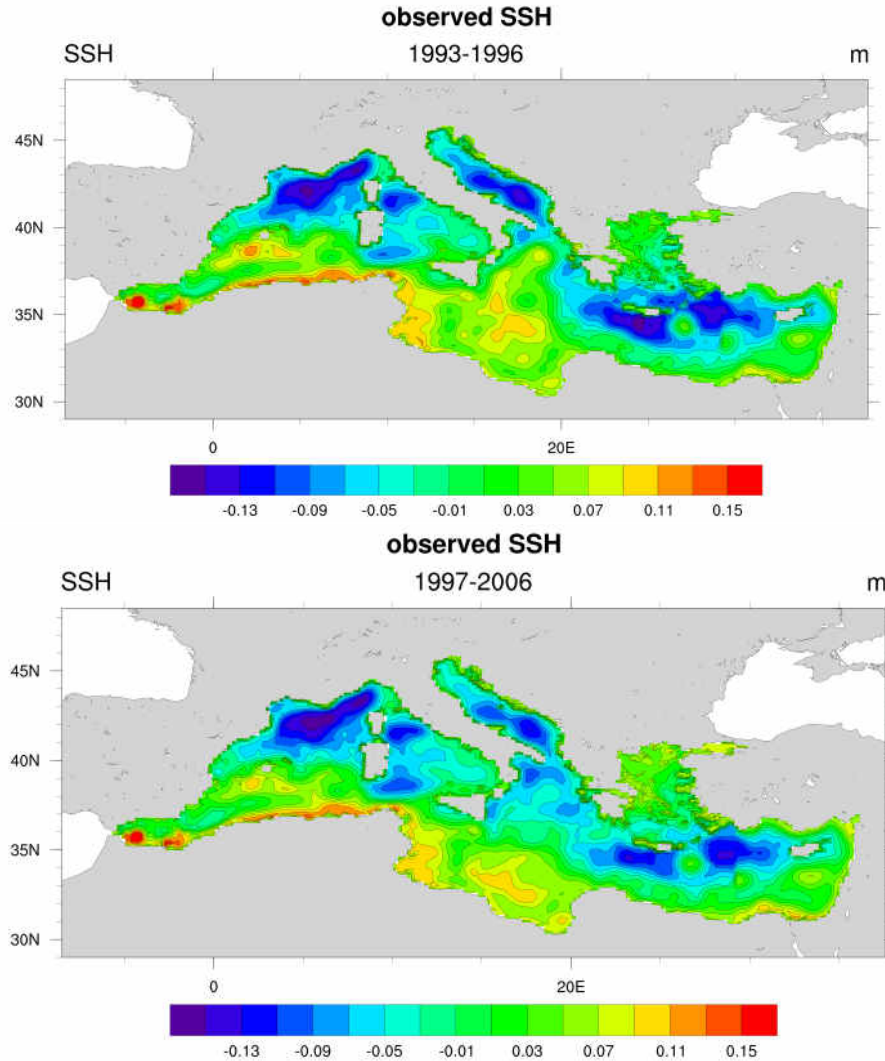 observed SSH
SSH 1993-1996 m
45N
40N
35N
30N
0 20E
-0.13 -0.09 -0.05 -0.01 0.03 0.07 0.11 0.15
observed SSH
SSH 1997-2006 m
45N
40N
35N
30N
0 20E
-0.13 -0.09 -0.05 -0.01 0.03 0.07 0.11 0.15